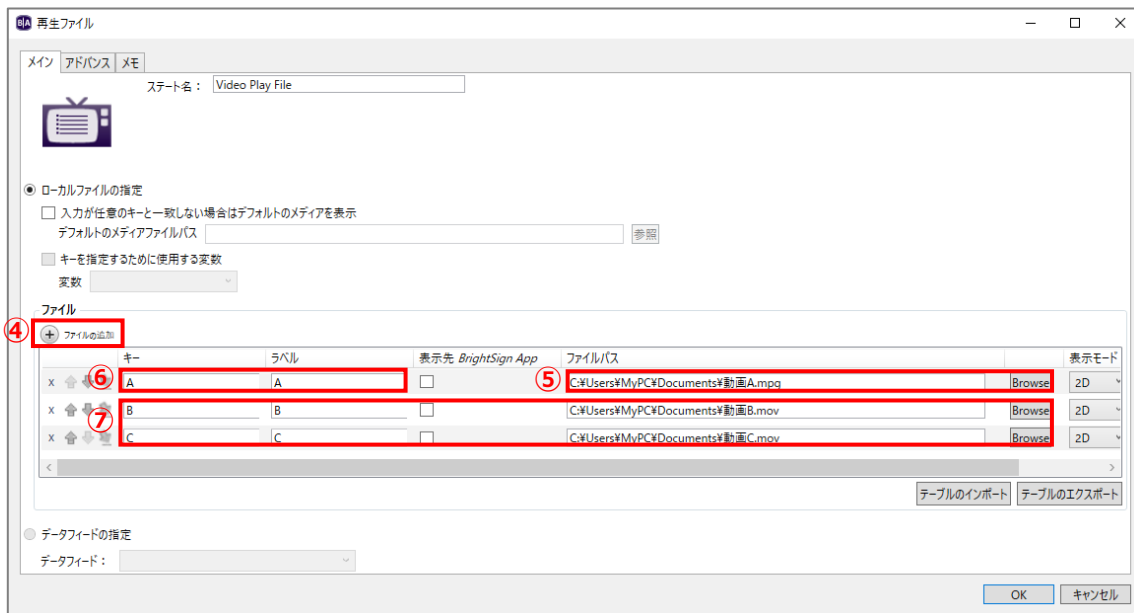 B|A 再生ファイル
メイン アドバンス メモ
ステート名： Video Play File
ローカルファイルの指定
入力が任意のキーと一致しない場合はデフォルトのメディアを表示
デフォルトのメディアファイルパス 参照
キーを指定するために使用する変数
変数
ファイル
④ + ファイルの追加
キー ラベル 表示先 BrightSign App ファイルパス 表示モード
x ⑥ A A ⑤ C:¥Users¥MyPC¥Documents¥動画A.mpg Browse 2D
x B B C:¥Users¥MyPC¥Documents¥動画B.mov Browse 2D
⑦
x C C C:¥Users¥MyPC¥Documents¥動画C.mov Browse 2D
テーブルのインポート テーブルのエクスポート
データフィードの指定
データフィード：
OK キャンセル